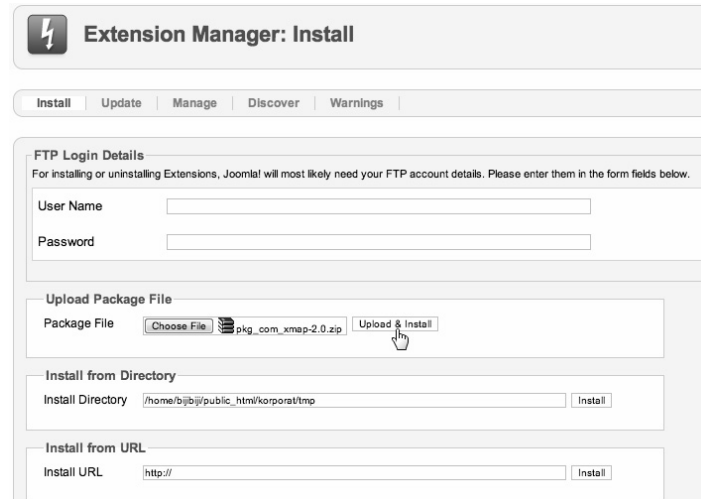 Extension Manager: Install
Install Update Manage Discover Warnings
FTP Login Details
For installing or uninstalling Extensions, Joomla! will most likely need your FTP account details. Please enter them in the form fields below.
User Name
Password
Upload Package File
Package File Choose File pkg_com_xmap-2.0.zip Upload & Install
Install from Directory
Install Directory /home/bijibiji/public_html/korporat/tmp Install
Install from URL
Install URL http:// Install